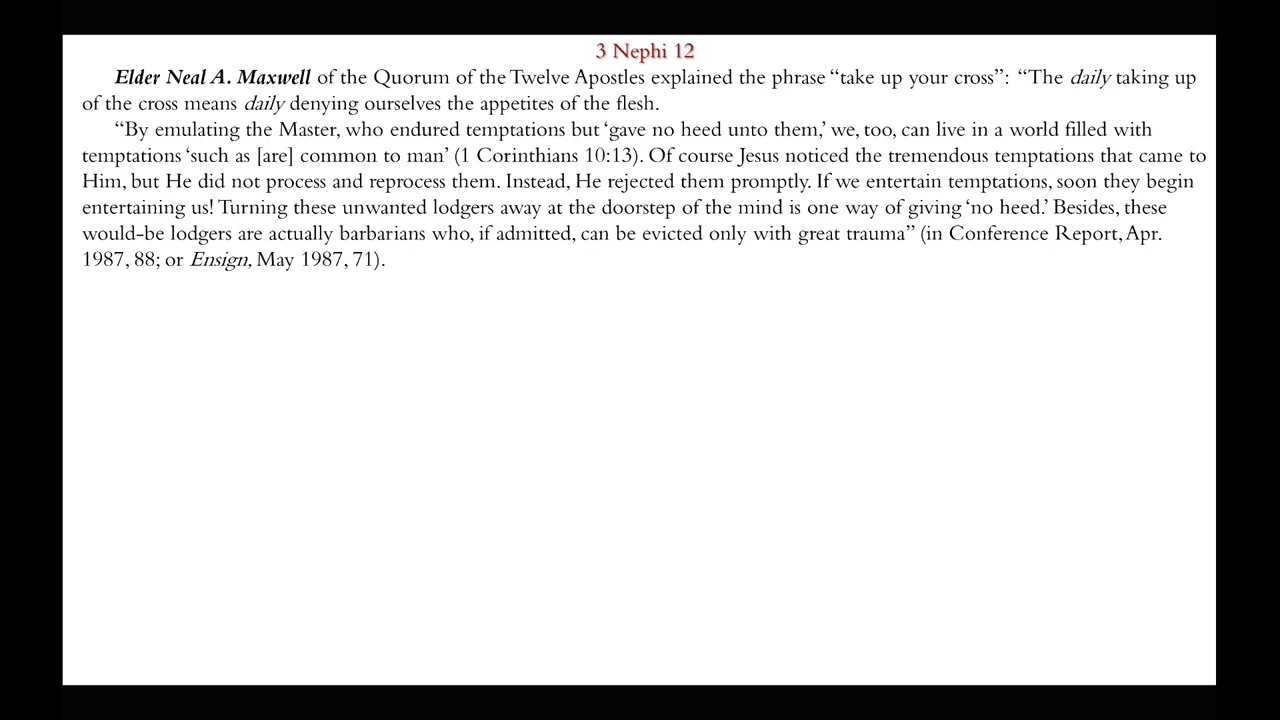 3 Nephi 12
Elder Neal A. Maxwell of the Quorum of the Twelve Apostles explained the phrase “take up your cross”: “The daily taking up
of the cross means daily denying ourselves the appetites of the flesh.
“By emulating the Master, who endured temptations but ‘gave no heed unto them,’ we, too, can live in a world filled with
temptations ‘such as [are] common to man’ (1 Corinthians 10:13). Of course Jesus noticed the tremendous temptations that came to
Him, but He did not process and reprocess them. Instead, He rejected them promptly. If we entertain temptations, soon they begin
entertaining us! Turning these unwanted lodgers away at the doorstep of the mind is one way of giving ‘no heed.’ Besides, these
would-be lodgers are actually barbarians who, if admitted, can be evicted only with great trauma” (in Conference Report, Apr.
1987, 88; or Ensign, May 1987, 71).